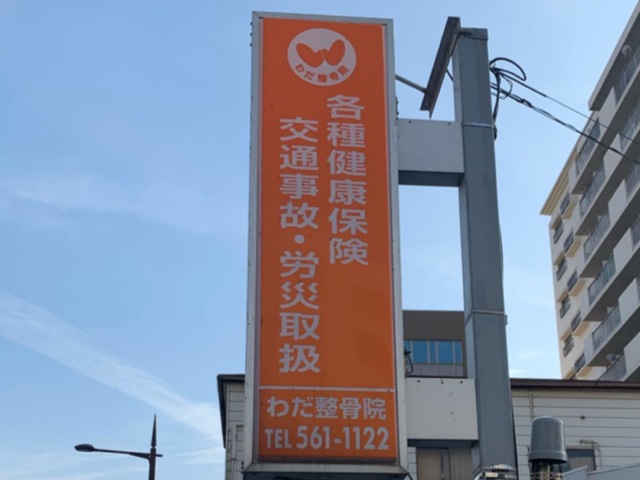 わだ整骨院
各種健康保険
交通事故・労災取扱
わだ整骨院
TEL 561-1122